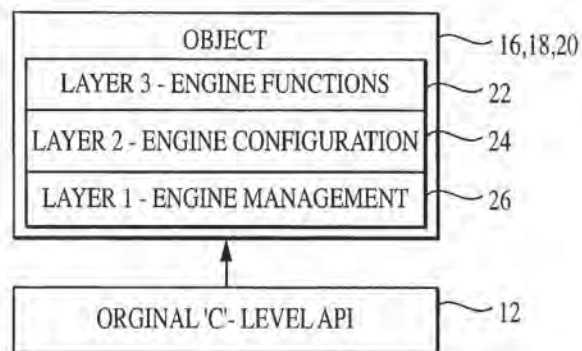 OBJECT
16,18,20
LAYER 3 - ENGINE FUNCTIONS
22
LAYER 2 - ENGINE CONFIGURATION
24
LAYER 1 - ENGINE MANAGEMENT
26
ORGINAL 'C'- LEVEL API
12